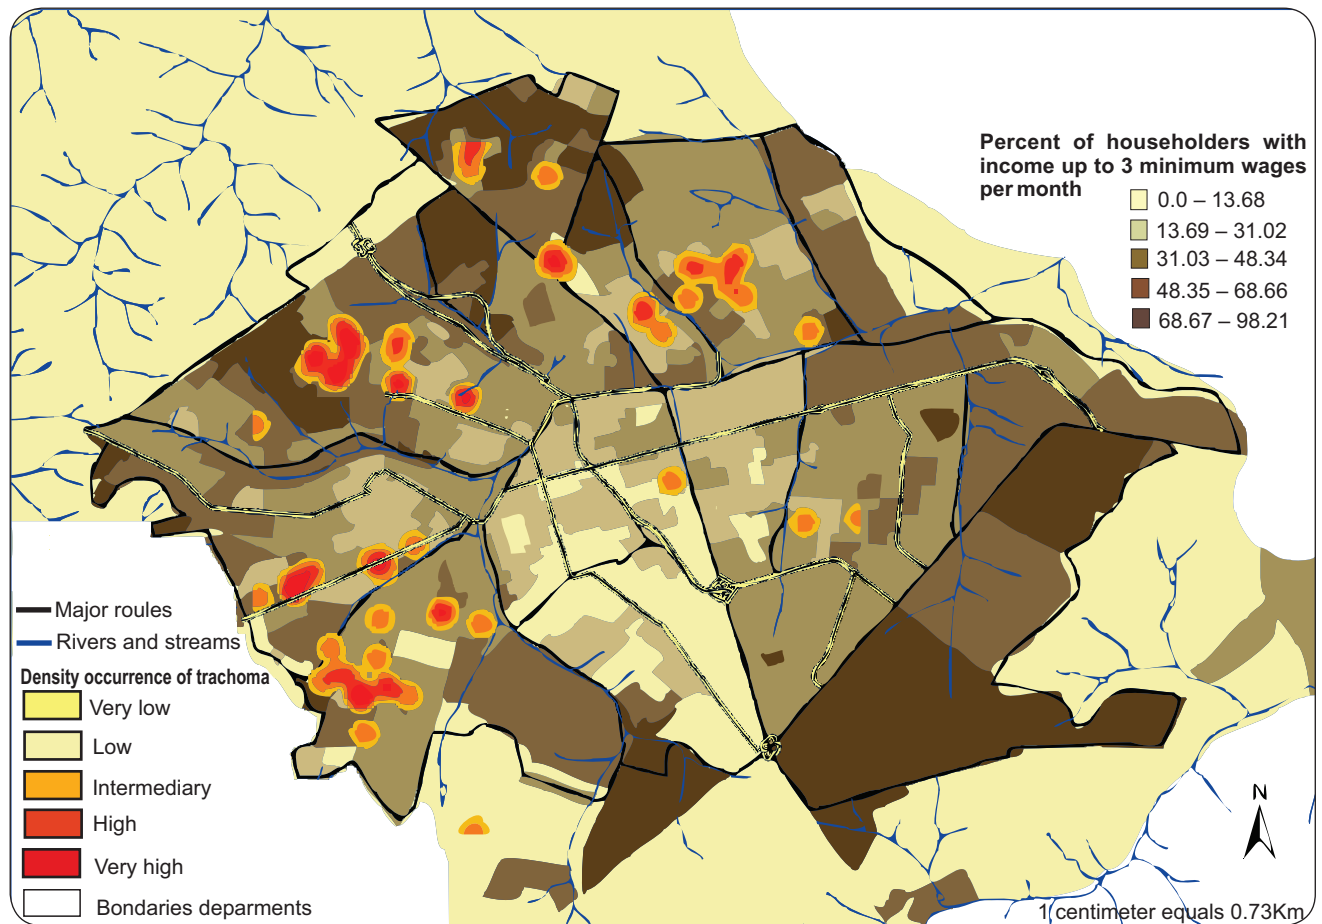 Percent of householders with
income up to 3 minimum wages
per month
0.0 – 13.68
13.69 – 31.02
31.03 – 48.34
48.35 – 68.66
68.67 – 98.21
Major roules
Rivers and streams
Density occurrence of trachoma
Very low
Low
Intermediary
High
Very high
Bondaries deparments
N
1 centimeter equals 0.73Km